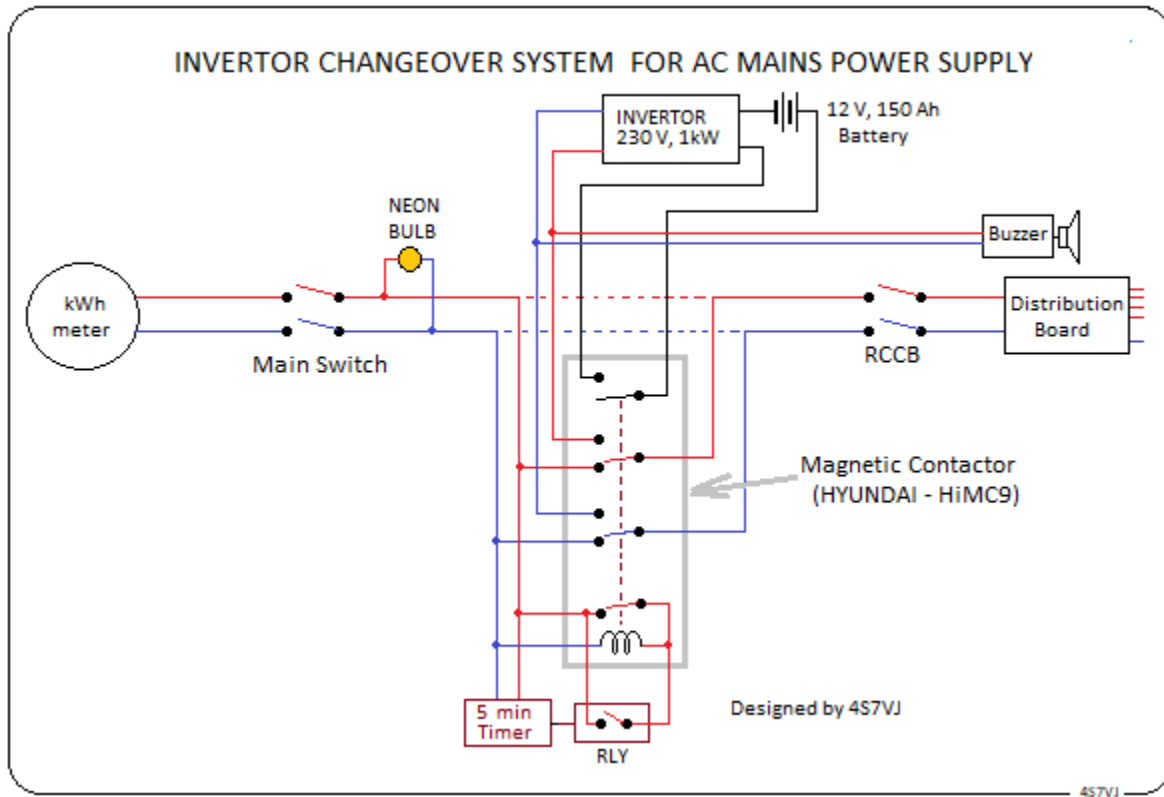 INVERTOR CHANGEOVER SYSTEM FOR AC MAINS POWER SUPPLY
INVERTOR
230 V, 1kW
12 V, 150 Ah
Battery
NEON
BULB
Buzzer
kWh
meter
Main Switch
RCCB
Distribution
Board
Magnetic Contactor
(HYUNDAI - HiMC9)
5 min
Timer
RLY
Designed by 4S7VJ
4S7VJ